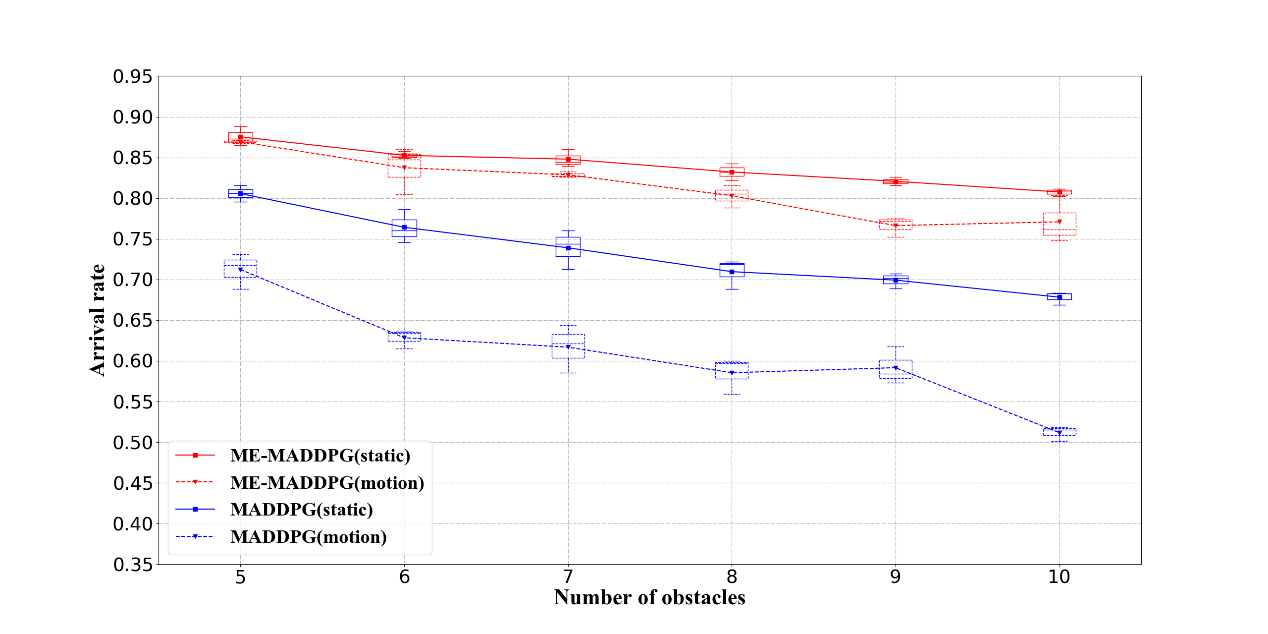 0.95
0.90
0.85
0.80
0.75
0.70
0.65
0.60
0.55
0.50
0.45
0.40
0.35
Arrival rate
ME-MADDPG(static)
ME-MADDPG(motion)
MADDPG(static)
MADDPG(motion)
5 6 7 8 9 10
Number of obstacles